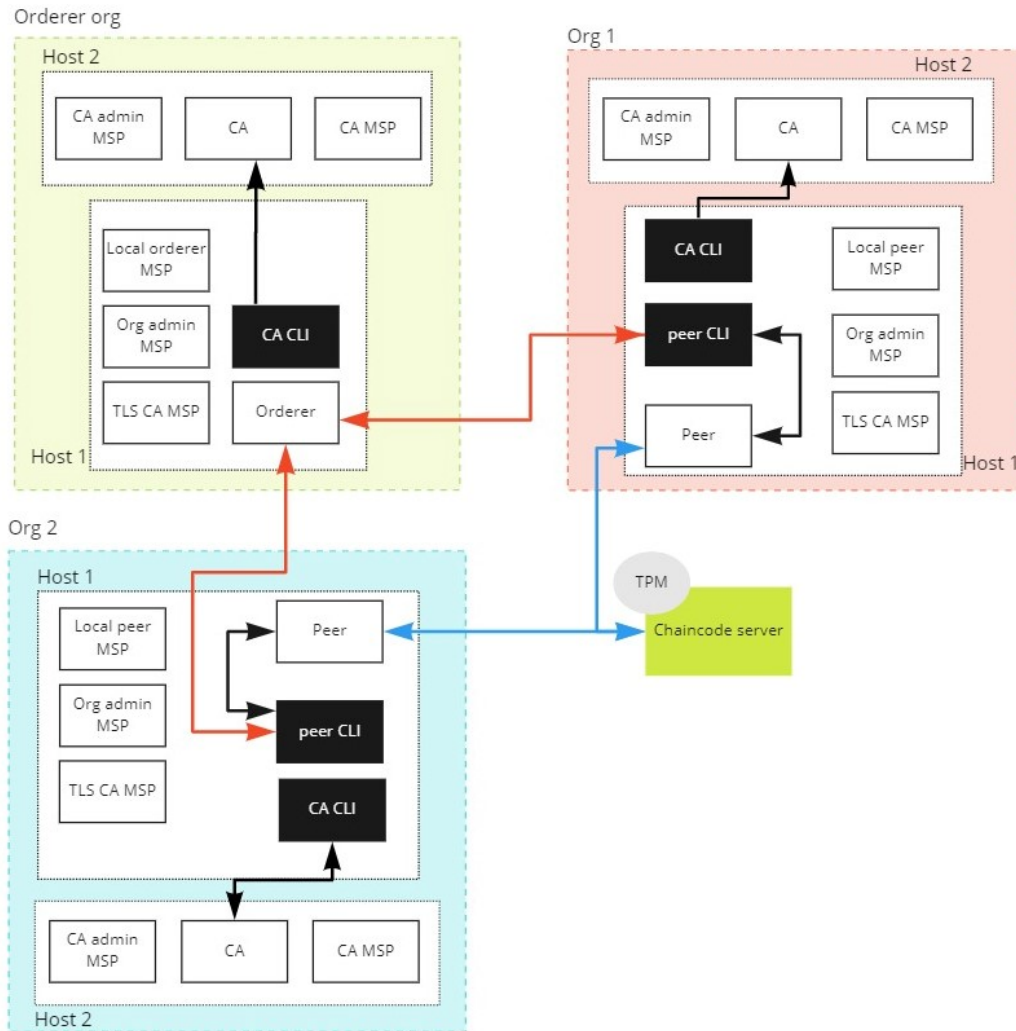 Orderer org
Host 2
CA admin
MSP
CA
CA MSP
Local orderer
MSP
Org admin
MSP
CA CLI
TLS CA MSP
Orderer
Host 1
Org 1
Host 2
CA admin
MSP
CA
CA MSP
CA CLI
Local peer
MSP
peer CLI
Org admin
MSP
Peer
TLS CA MSP
Host 1
Org 2
Host 1
Local peer
MSP
Peer
Org admin
MSP
peer CLI
TLS CA MSP
CA CLI
CA admin
MSP
CA
CA MSP
Host 2
TPM
Chaincode server